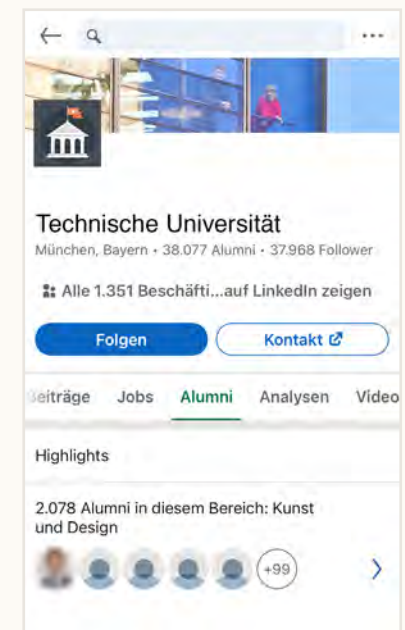 Technische Universität
München, Bayern • 38.077 Alumni • 37.968 Follower
Alle 1.351 Beschäfti...auf LinkedIn zeigen
Folgen
Kontakt
Beiträge Jobs Alumni Analysen Video
Highlights
2.078 Alumni in diesem Bereich: Kunst
und Design
+99